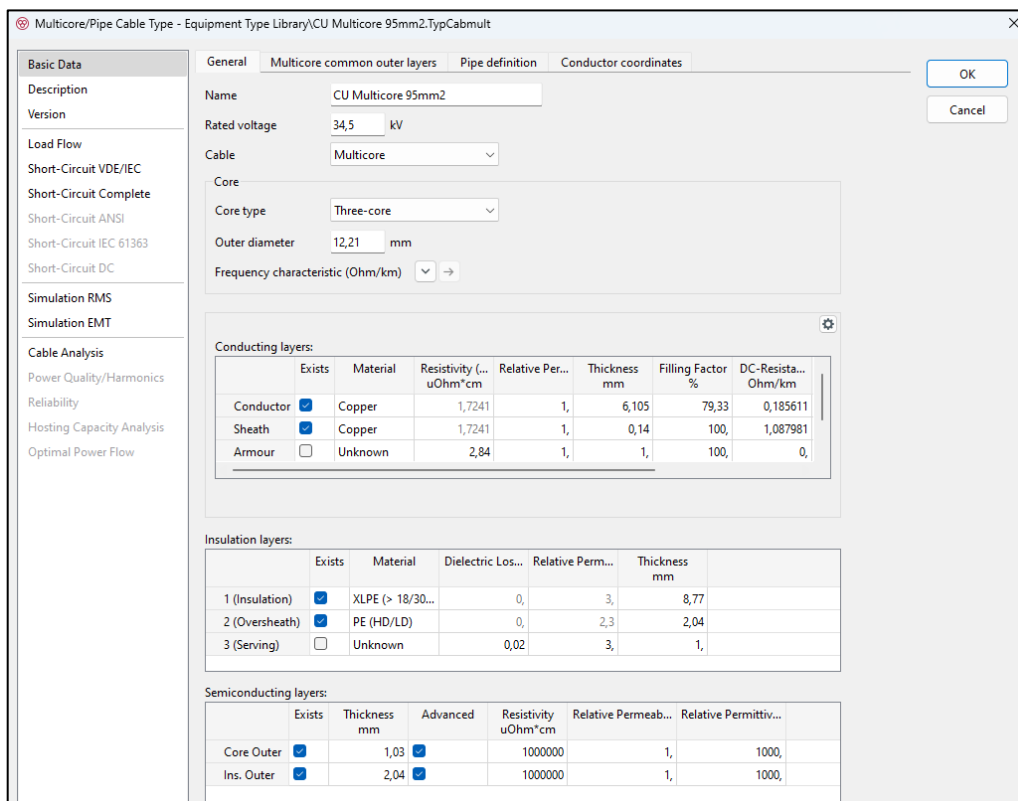 Multicore/Pipe Cable Type - Equipment Type Library\CU Multicore 95mm2.TypCabmult
Basic Data
Description
Version
Load Flow
Short-Circuit VDE/IEC
Short-Circuit Complete
Short-Circuit ANSI
Short-Circuit IEC 61363
Short-Circuit DC
Simulation RMS
Simulation EMT
Cable Analysis
Power Quality/Harmonics
Reliability
Hosting Capacity Analysis
Optimal Power Flow
General Multicore common outer layers Pipe definition Conductor coordinates
OK
Cancel
Name CU Multicore 95mm2
Rated voltage 34,5 kV
Cable Multicore
Core
Core type Three-core
Outer diameter 12,21 mm
Frequency characteristic (Ohm/km)
Conducting layers:
Exists Material Resistivity (... Relative Per... Thickness Filling Factor DC-Resista...
uOhm*cm mm % Ohm/km
Conductor Copper 1,7241 1, 6,105 79,33 0,185611
Sheath Copper 1,7241 1, 0,14 100, 1,087981
Armour Unknown 2,84 1, 1, 100, 0,
Insulation layers:
Exists Material Dielectric Los... Relative Perm... Thickness
mm
1 (Insulation) XLPE (> 18/30... 0, 3, 8,77
2 (Oversheath) PE (HD/LD) 0, 2,3 2,04
3 (Serving) Unknown 0,02 3, 1,
Semiconducting layers:
Exists Thickness Advanced Resistivity Relative Permeab... Relative Permittiv...
mm uOhm*cm
Core Outer 1,03 1000000 1, 1000,
Ins. Outer 2,04 1000000 1, 1000,